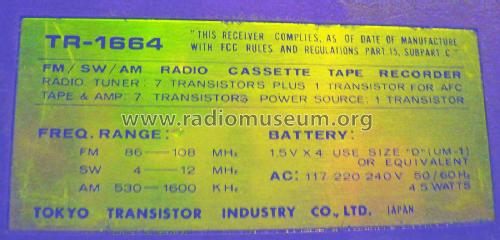 TR-1664
"THIS RECEIVER COMPLIES, AS OF DATE OF MANUFACTURE
WITH FCC RULES AND REGULATIONS PART 15, SUBPART C."
FM/SW/AM RADIO CASSETTE TAPE RECORDER
RADIO TUNER: 7 TRANSISTORS PLUS 1 TRANSISTOR FOR AFC
TAPE & AMP: 7 TRANSISTORS POWER SOURCE: 1 TRANSISTOR
www.radiomuseum.org
FREQ. RANGE:
FM 86—108 MHz
SW 4—12 MHz
AM 530—1600 KHz
BATTERY:
1.5V X 4 USE SIZE "D" (UM-1)
OR EQUIVALENT
AC: 117 220 240V 50/60Hz
4.5 WATTS
TOKYO TRANSISTOR INDUSTRY CO., LTD. JAPAN